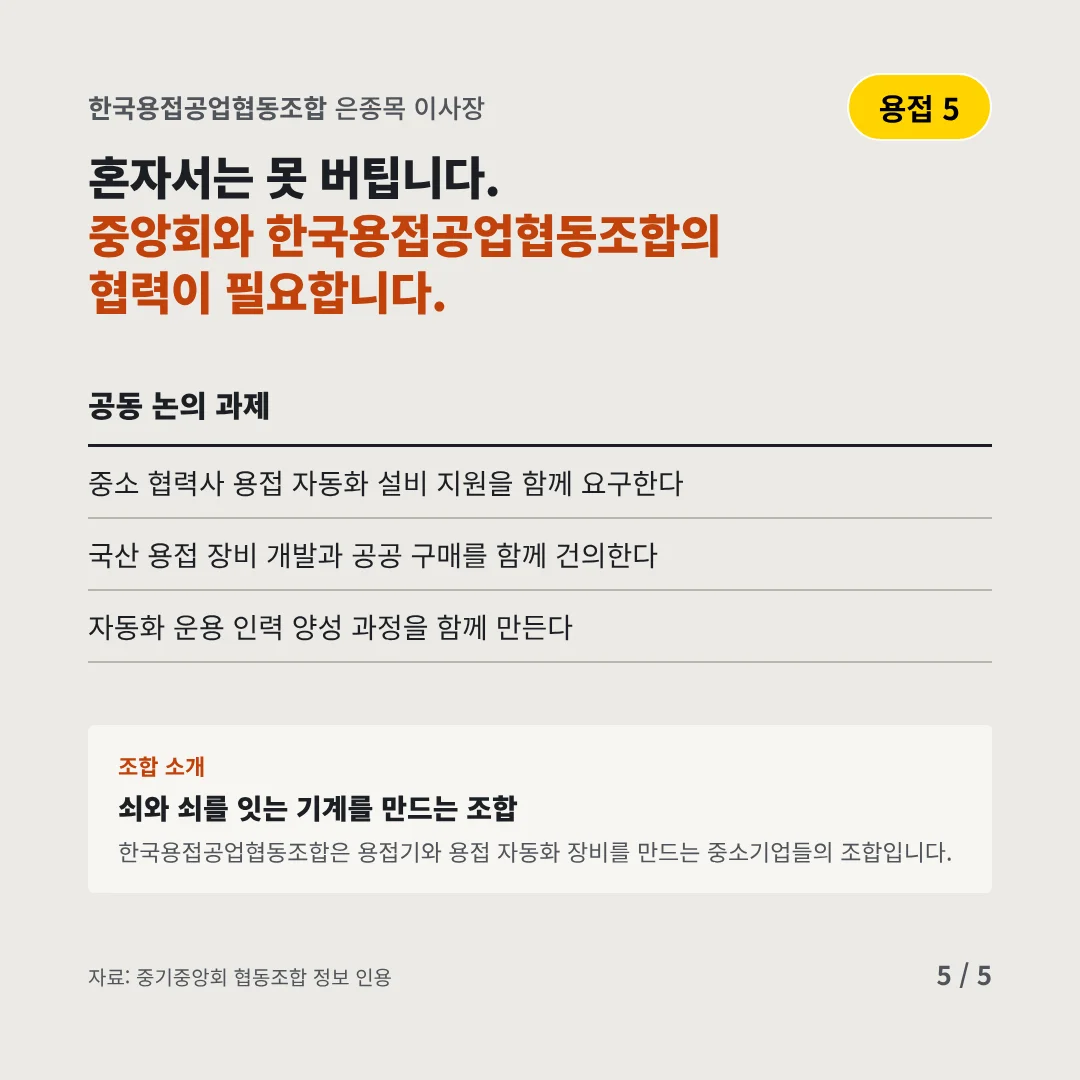 한국용접공업협동조합 은종목 이사장
용접 5
혼자서는 못 버팁니다.
중앙회와 한국용접공업협동조합의
협력이 필요합니다.
공동 논의 과제
중소 협력사 용접 자동화 설비 지원을 함께 요구한다
국산 용접 장비 개발과 공공 구매를 함께 건의한다
자동화 운용 인력 양성 과정을 함께 만든다
조합 소개
쇠와 쇠를 잇는 기계를 만드는 조합
한국용접공업협동조합은 용접기와 용접 자동화 장비를 만드는 중소기업들의 조합입니다.
자료: 중기중앙회 협동조합 정보 인용
5 / 5